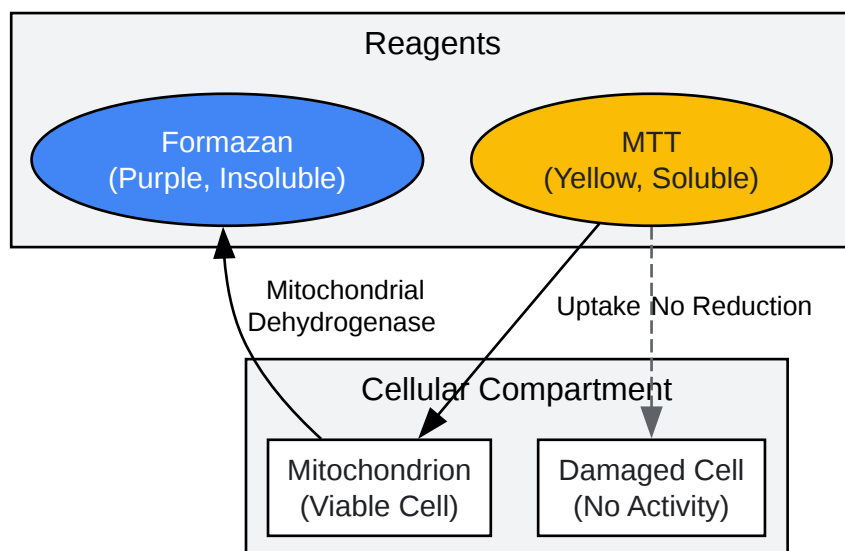 Reagents
Formazan
(Purple, Insoluble)
MTT
(Yellow, Soluble)
Mitochondrial
Dehydrogenase
Uptake
No Reduction
Cellular Compartment
Mitochondrion
(Viable Cell)
Damaged Cell
(No Activity)